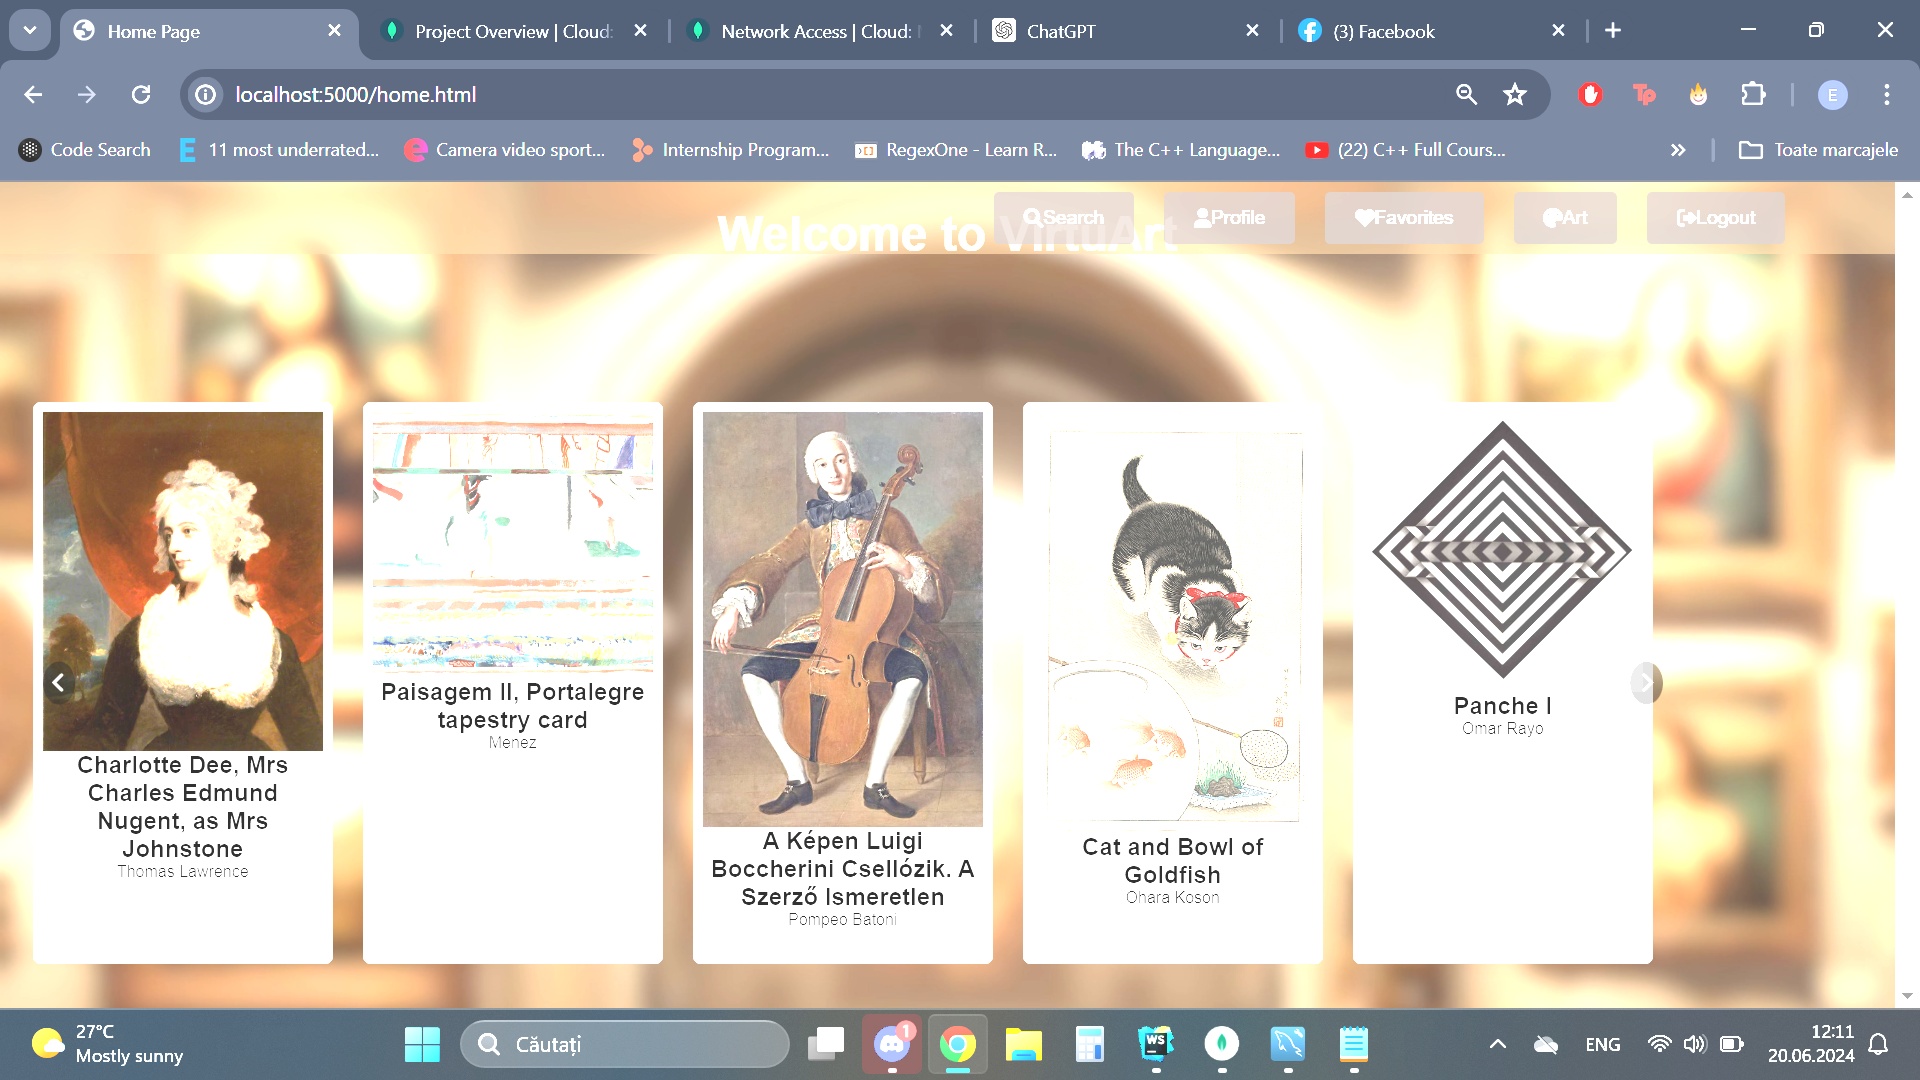 Home Page
Project Overview | Cloud:
Network Access | Cloud:
ChatGPT
(3) Facebook
localhost:5000/home.html
Tp
E
Code Search
11 most underrated...
Camera video sport...
Internship Program...
RegexOne - Learn R...
The C++ Language...
(22) C++ Full Cours...
Toate marcajele
Welcome to VirtuArt
Search
Profile
Favorites
Art
Logout
Charlotte Dee, Mrs
Charles Edmund
Nugent, as Mrs
Johnstone
Thomas Lawrence
Paisagem II, Portalegre
tapestry card
Menez
A Képen Luigi
Boccherini Csellózik. A
Szerző Ismeretlen
Pompeo Batoni
Cat and Bowl of
Goldfish
Ohara Koson
Panche I
Omar Rayo
27°C
Mostly sunny
Căutați
1
WS
ENG
12:11
20.06.2024